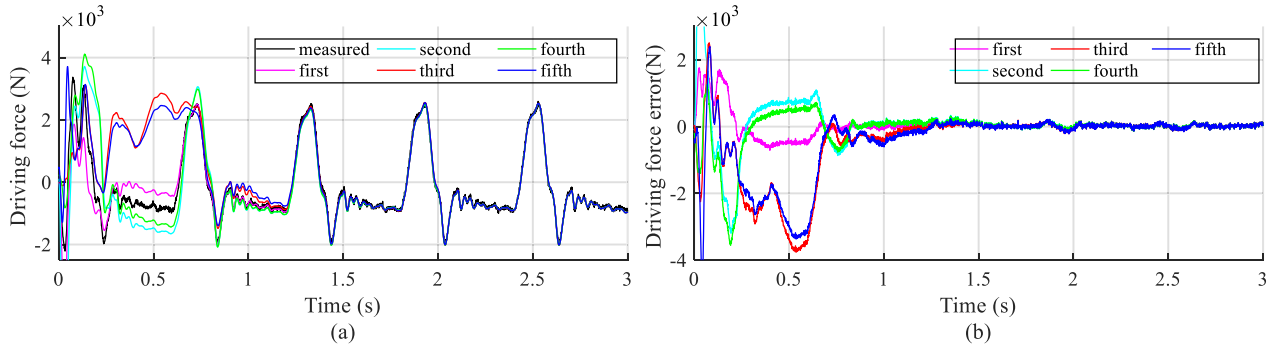 ×10³
Driving force (N)
4
2
0
-2
measured second fourth
first third fifth
0 0.5 1 1.5 2 2.5 3
Time (s)
(a)
×10³
Driving force error(N)
2
0
-2
-4
first third fifth
second fourth
0 0.5 1 1.5 2 2.5 3
Time (s)
(b)